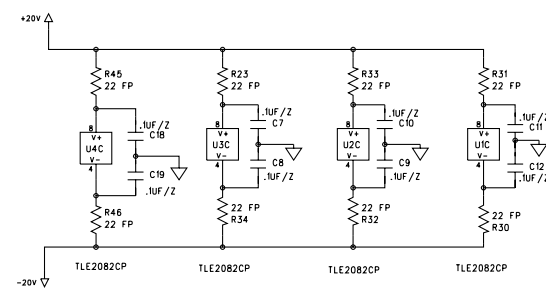 +20V
R45
22 FP
R23
22 FP
R33
22 FP
R31
22 FP
8
V+
U4C
V-
4
.1UF/Z
C18
C19
.1UF/Z
8
V+
U3C
V-
4
.1UF/Z
C7
C8
.1UF/Z
8
V+
U2C
V-
4
.1UF/Z
C10
C9
.1UF/Z
8
V+
U1C
V-
4
.1UF/Z
C11
C12
.1UF/Z
R46
22 FP
22 FP
R34
22 FP
R32
22 FP
R30
-20V
TLE2082CP
TLE2082CP
TLE2082CP
TLE2082CP